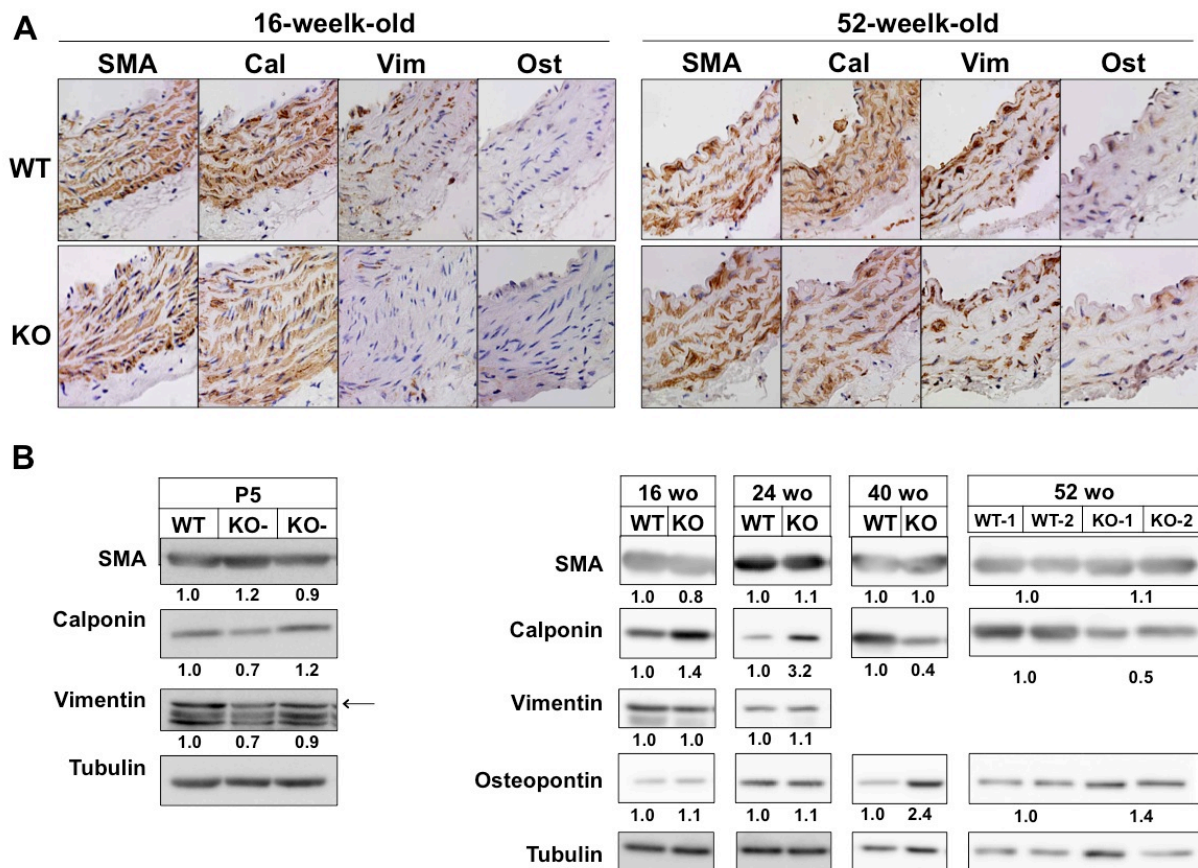 A
16-weelk-old 52-weelk-old
SMA Cal Vim Ost SMA Cal Vim Ost
WT
KO
B
P5
WT KO- KO-
SMA
1.0 1.2 0.9
Calponin
1.0 0.7 1.2
Vimentin
1.0 0.7 0.9
Tubulin
16 wo 24 wo 40 wo 52 wo
WT KO WT KO WT KO WT-1 WT-2 KO-1 KO-2
SMA
1.0 0.8 1.0 1.1 1.0 1.0 1.0 1.1
Calponin
1.0 1.4 1.0 3.2 1.0 0.4 1.0 0.5
Vimentin
1.0 1.0 1.0 1.1
Osteopontin
1.0 1.1 1.0 1.1 1.0 2.4 1.0 1.4
Tubulin